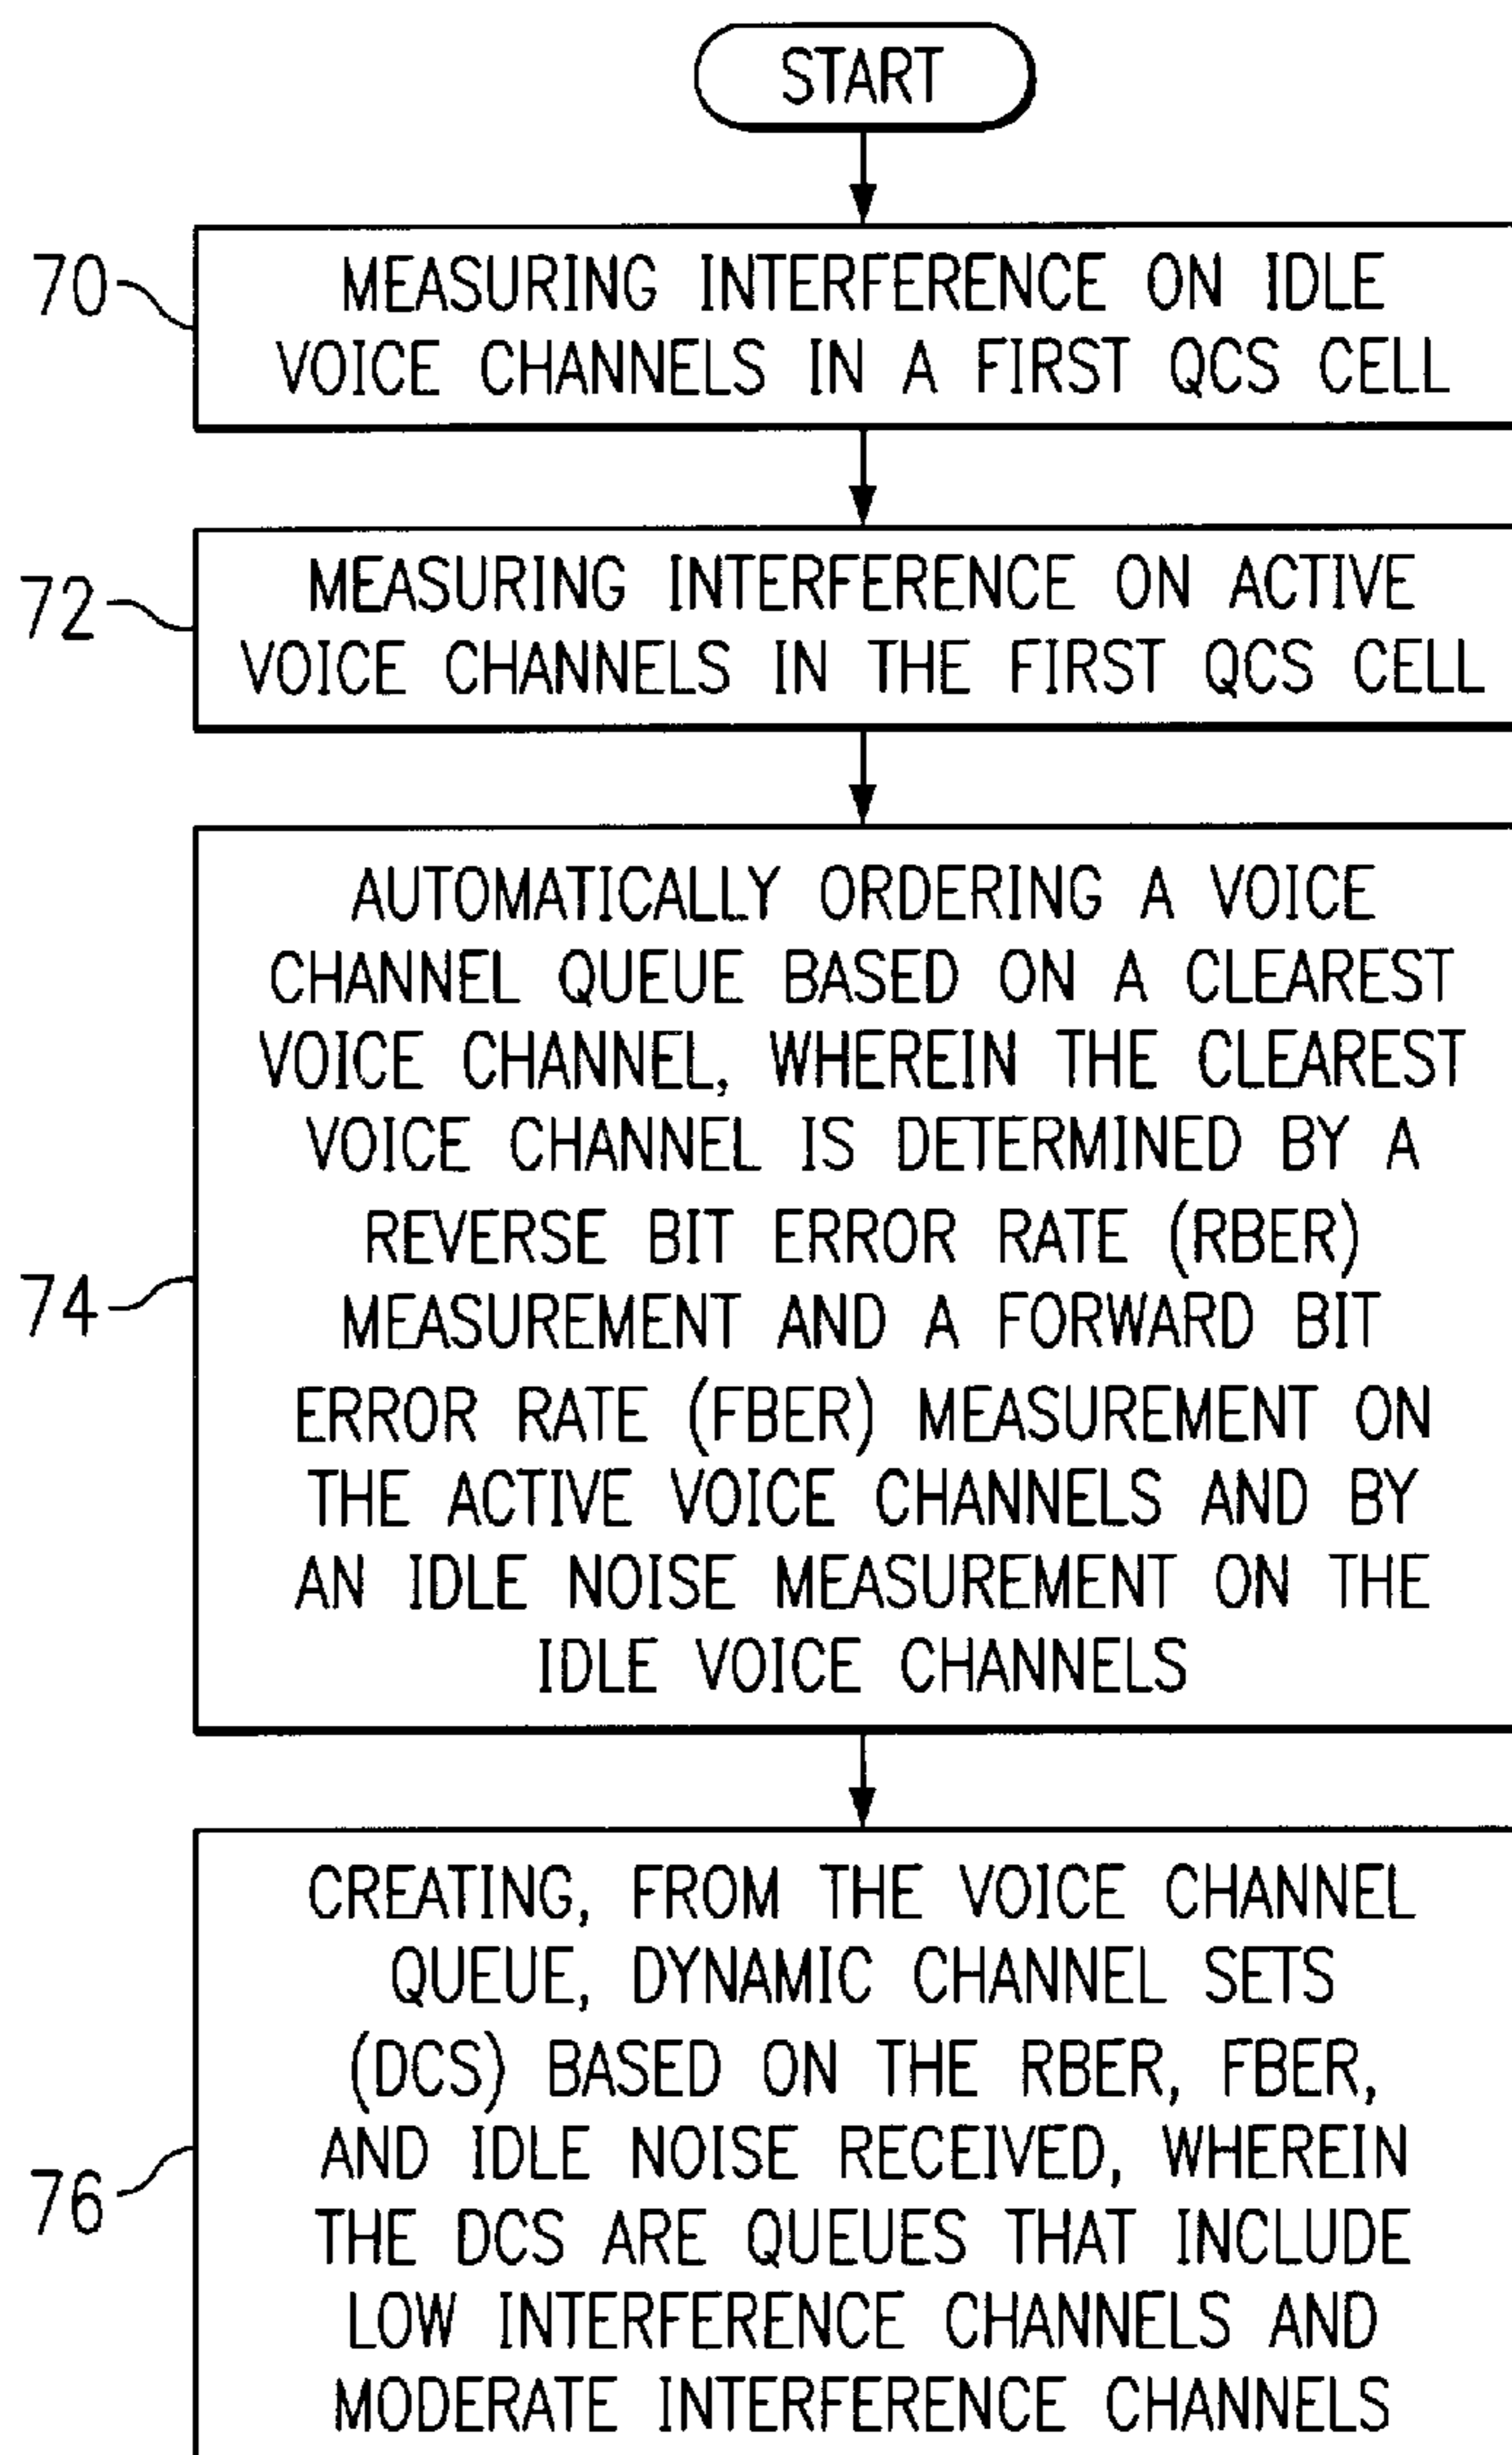 START
70
MEASURING INTERFERENCE ON IDLE
VOICE CHANNELS IN A FIRST QCS CELL
72
MEASURING INTERFERENCE ON ACTIVE
VOICE CHANNELS IN THE FIRST QCS CELL
74
AUTOMATICALLY ORDERING A VOICE
CHANNEL QUEUE BASED ON A CLEAREST
VOICE CHANNEL, WHEREIN THE CLEAREST
VOICE CHANNEL IS DETERMINED BY A
REVERSE BIT ERROR RATE (RBER)
MEASUREMENT AND A FORWARD BIT
ERROR RATE (FBER) MEASUREMENT ON
THE ACTIVE VOICE CHANNELS AND BY
AN IDLE NOISE MEASUREMENT ON THE
IDLE VOICE CHANNELS
76
CREATING, FROM THE VOICE CHANNEL
QUEUE, DYNAMIC CHANNEL SETS
(DCS) BASED ON THE RBER, FBER,
AND IDLE NOISE RECEIVED, WHEREIN
THE DCS ARE QUEUES THAT INCLUDE
LOW INTERFERENCE CHANNELS AND
MODERATE INTERFERENCE CHANNELS